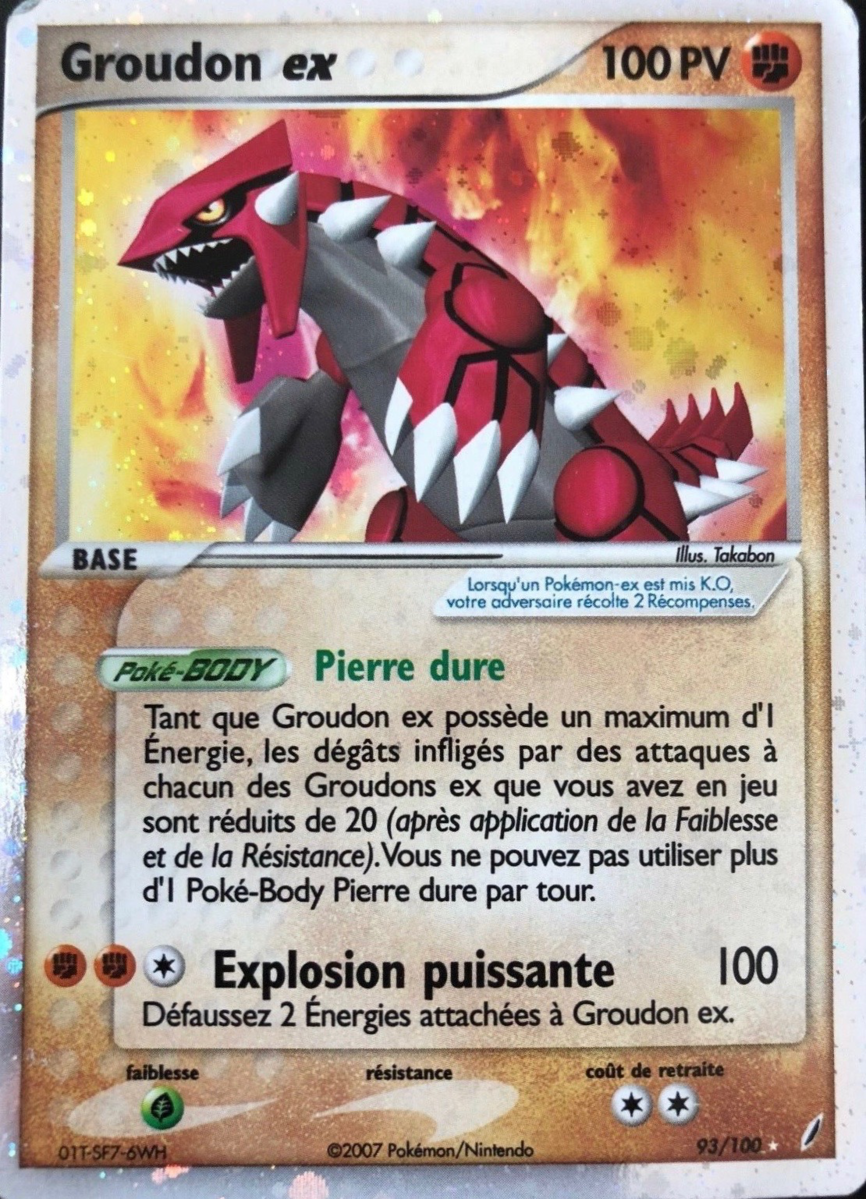 Groudon ex 100 PV
BASE
Illus. Takabon
Lorsqu'un Pokémon-ex est mis K.O,
votre adversaire récolte 2 Récompenses.
Poké-BODY Pierre dure
Tant que Groudon ex possède un maximum d'1
Énergie, les dégâts infligés par des attaques à
chacun des Groudons ex que vous avez en jeu
sont réduits de 20 (après application de la Faiblesse
et de la Résistance). Vous ne pouvez pas utiliser plus
d'1 Poké-Body Pierre dure par tour.
Explosion puissante 100
Défaussez 2 Énergies attachées à Groudon ex.
faiblesse résistance coût de retraite
01T-SF7-6WH ©2007 Pokémon/Nintendo 93/100 ★